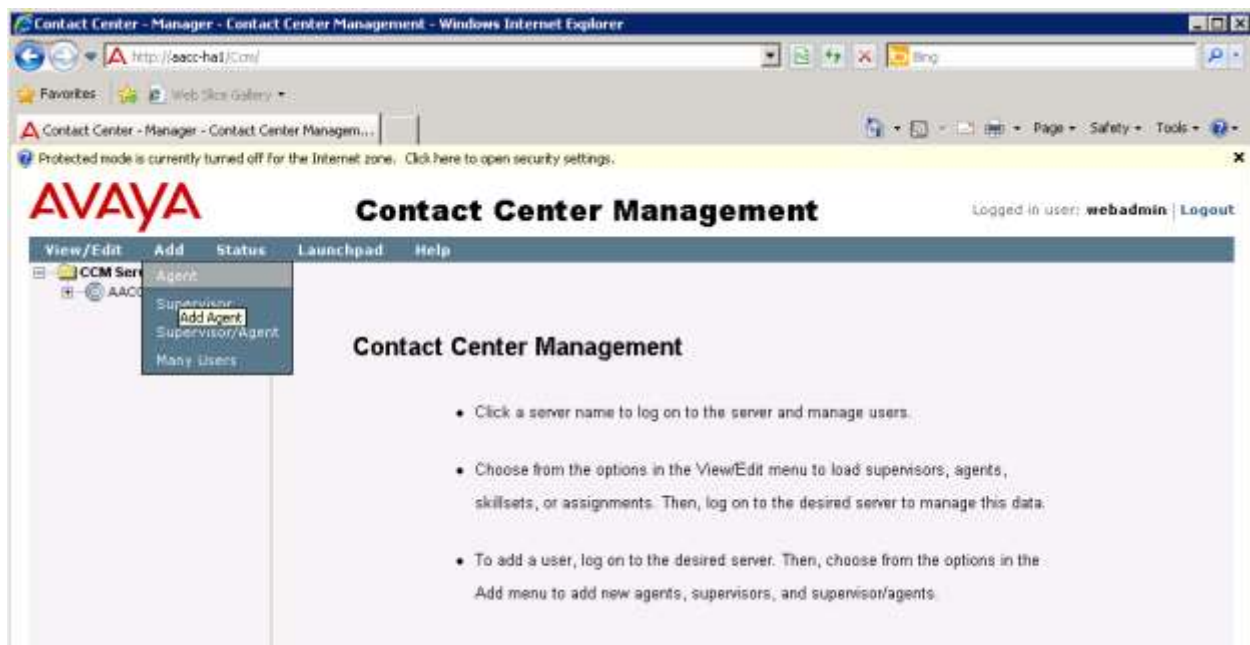 Contact Center - Manager - Contact Center Management - Windows Internet Explorer
http://aacc-ha1/Ccm/
Bing
Favorites Web Slice Gallery
Contact Center - Manager - Contact Center Managem...
Page Safety Tools
Protected mode is currently turned off for the Internet zone. Click here to open security settings.
AVAYA
Contact Center Management
Logged in user: webadmin | Logout
View/Edit Add Status Launchpad Help
CCM Ser
AACC
Agent
Supervisor
Add Agent
Supervisor/Agent
Many Users
Contact Center Management
• Click a server name to log on to the server and manage users.
• Choose from the options in the View/Edit menu to load supervisors, agents,
skillsets, or assignments. Then, log on to the desired server to manage this data.
• To add a user, log on to the desired server. Then, choose from the options in the
Add menu to add new agents, supervisors, and supervisor/agents.